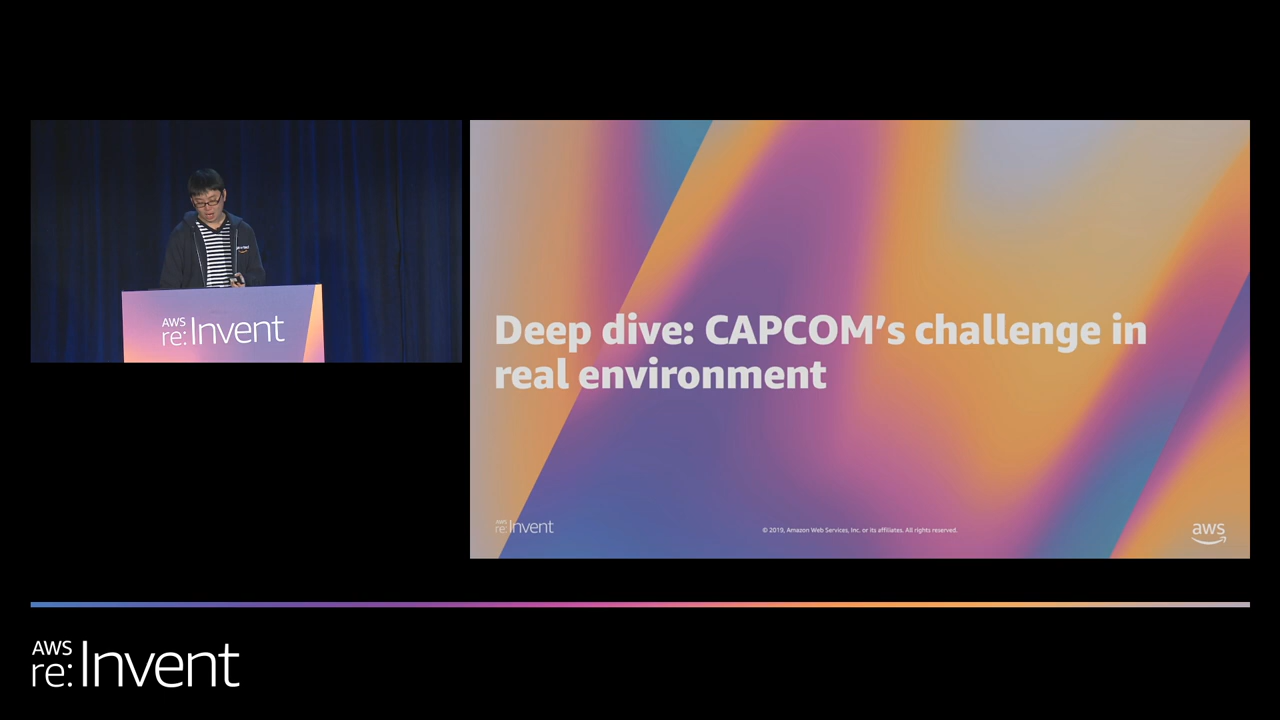 AWS
re:Invent
Deep dive: CAPCOM’s challenge in
real environment
AWS
re:Invent
© 2019, Amazon Web Services, Inc. or its affiliates. All rights reserved.
aws
AWS
re:Invent